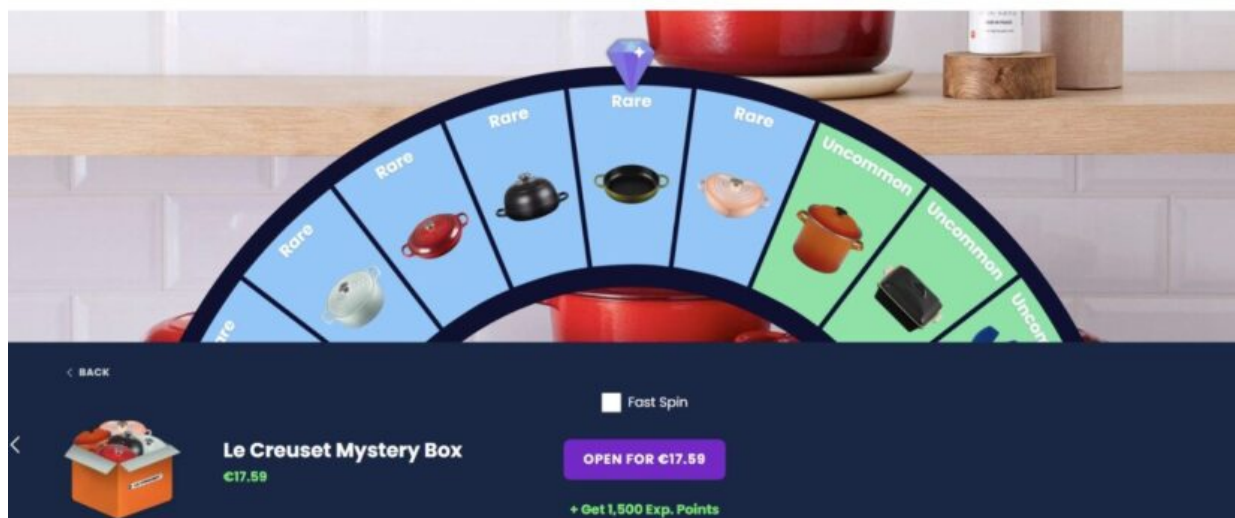 Rare
Rare
Rare
Rare
Rare
Uncommon
Uncommon
< BACK
Fast Spin
Le Creuset Mystery Box
€17.59
OPEN FOR €17.59
+ Get 1,500 Exp. Points